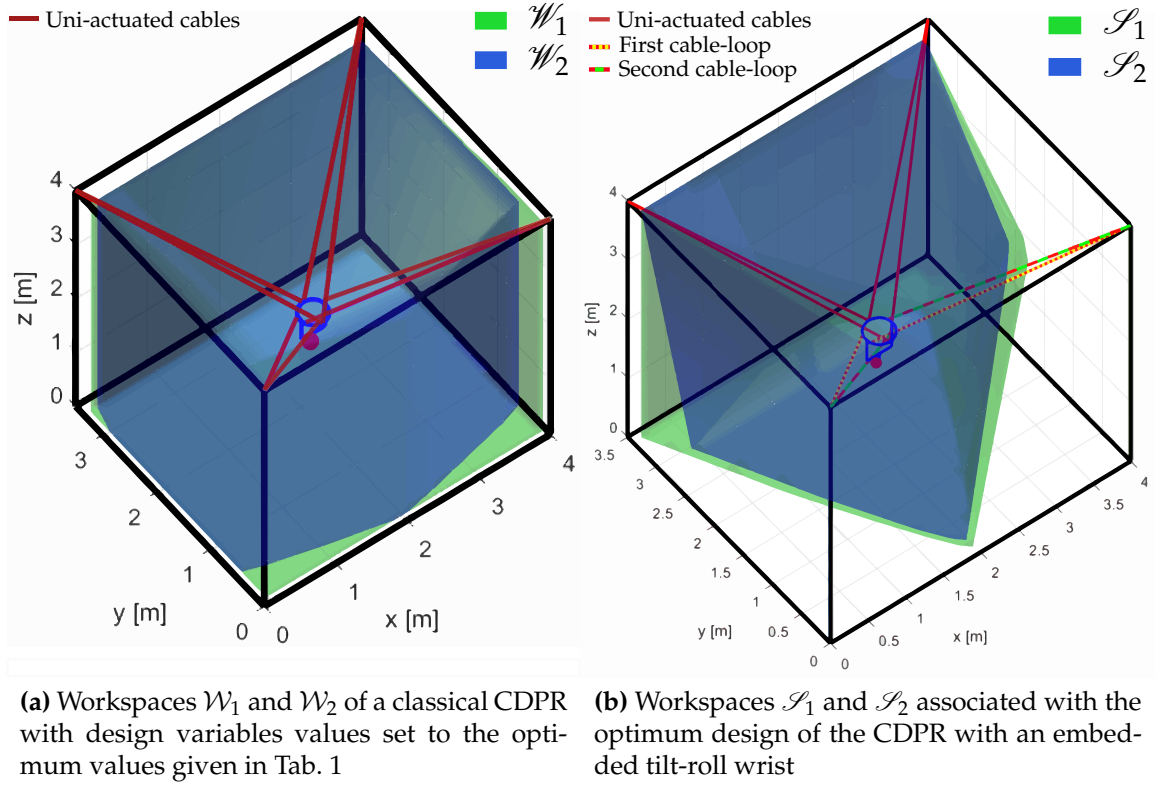 Uni-actuated cables
𝒲1
𝒲2
4
3
2
1
0
z [m]
3
2
1
0
y [m]
0
1
2
3
4
x [m]
Uni-actuated cables
First cable-loop
Second cable-loop
𝒮1
𝒮2
4
3
2
1
0
z [m]
3.5
3
2.5
2
1.5
1
0.5
0
y [m]
0
0.5
1
1.5
2
2.5
3
3.5
4
x [m]
(a) Workspaces 𝒲1 and 𝒲2 of a classical CDPR
with design variables values set to the opti-
mum values given in Tab. 1
(b) Workspaces 𝒮1 and 𝒮2 associated with the
optimum design of the CDPR with an embed-
ded tilt-roll wrist